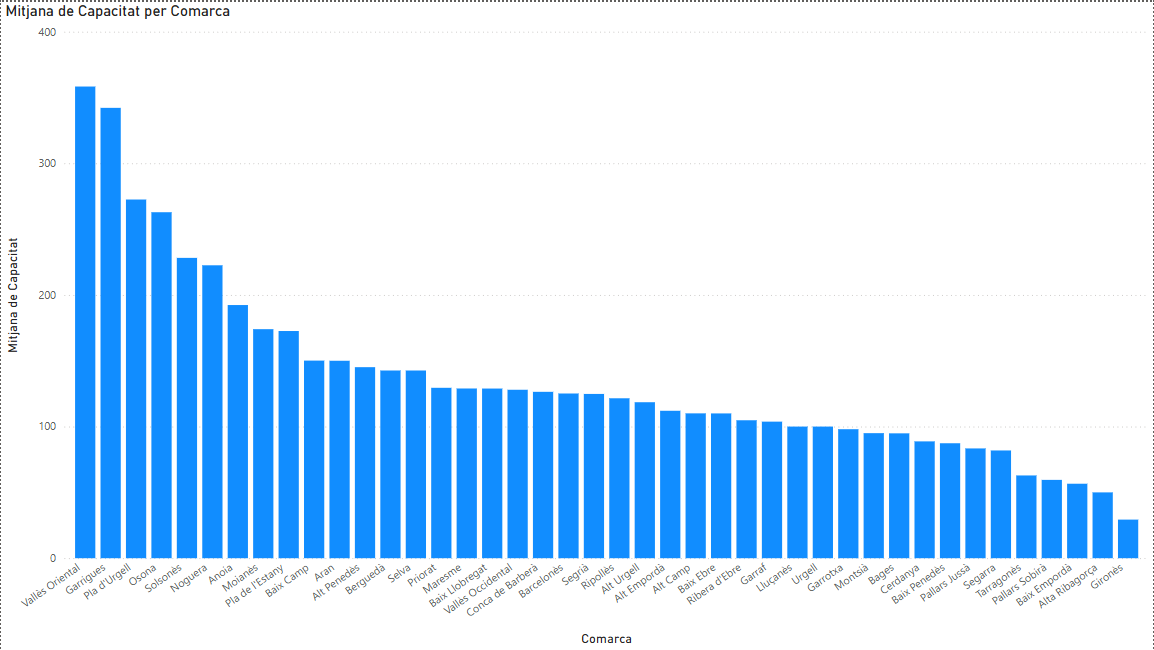 Mitjana de Capacitat per Comarca
400
300
200
100
0
Mitjana de Capacitat
Vallès Oriental
Garrigues
Pla d'Urgell
Osona
Solsonès
Noguera
Anoia
Moianès
Pla de l'Estany
Baix Camp
Aran
Alt Penedès
Berguedà
Selva
Priorat
Maresme
Baix Llobregat
Vallès Occidental
Conca de Barberà
Barcelonès
Segrià
Ripollès
Alt Urgell
Alt Empordà
Alt Camp
Baix Ebre
Ribera d'Ebre
Garraf
Lluçanès
Urgell
Garrotxa
Montsià
Bages
Cerdanya
Baix Penedès
Pallars Jussà
Segarra
Tarragonès
Pallars Sobirà
Baix Empordà
Alta Ribagorça
Gironès
Comarca